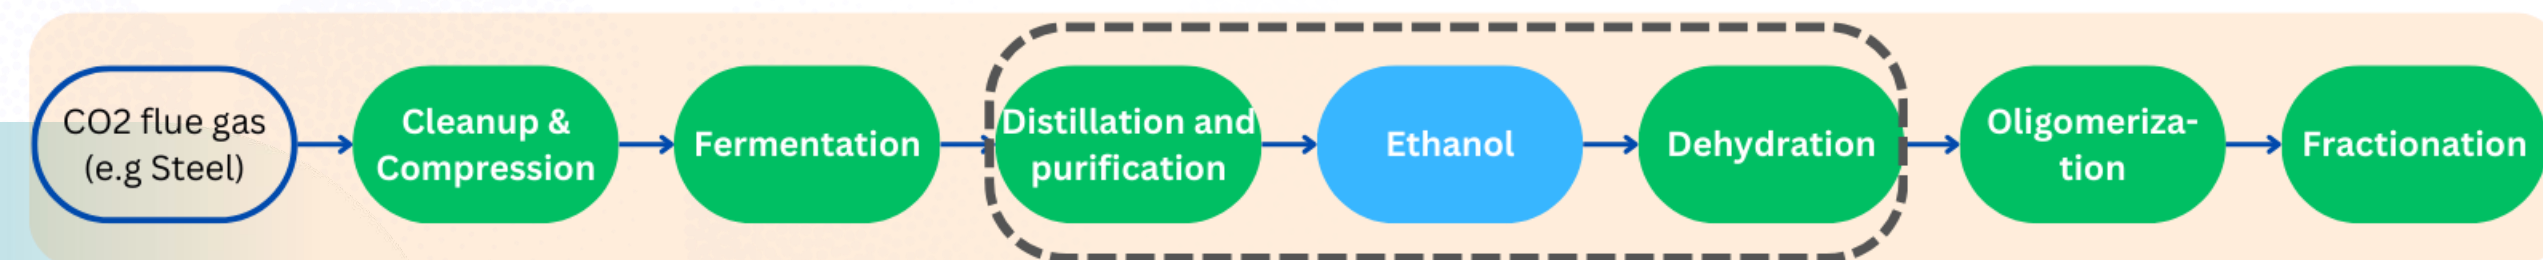 CO2 flue gas
(e.g Steel)
Cleanup &
Compression
Fermentation
Distillation and
purification
Ethanol
Dehydration
Oligomeriza-
tion
Fractionation